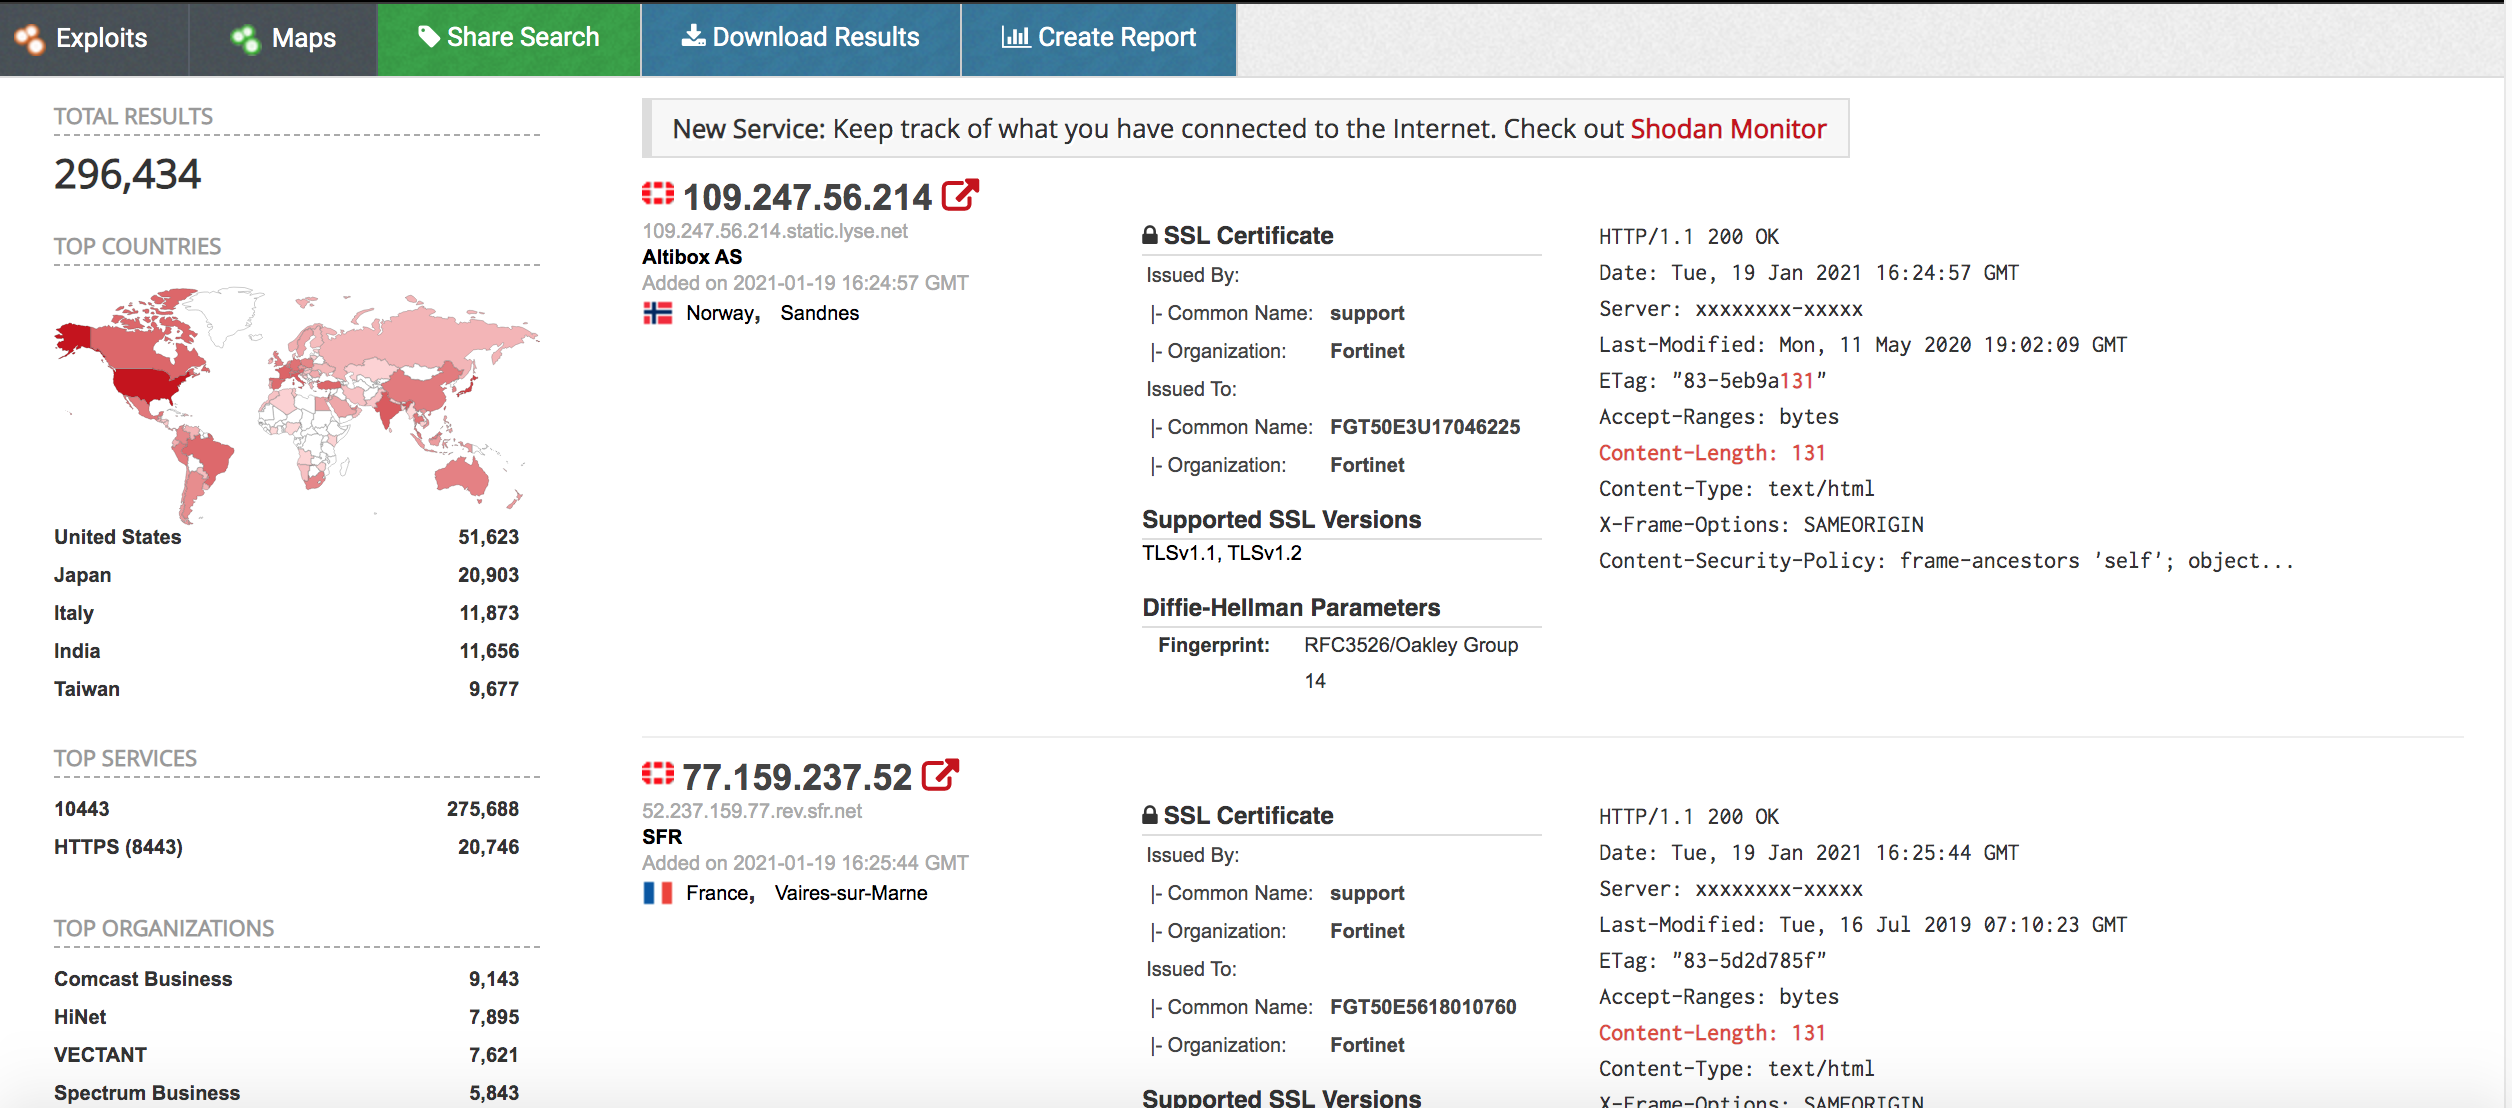 Exploits
Maps
Share Search
Download Results
Create Report
TOTAL RESULTS
296,434
TOP COUNTRIES
United States 51,623
Japan 20,903
Italy 11,873
India 11,656
Taiwan 9,677
TOP SERVICES
10443 275,688
HTTPS (8443) 20,746
TOP ORGANIZATIONS
Comcast Business 9,143
HiNet 7,895
VECTANT 7,621
Spectrum Business 5,843
New Service: Keep track of what you have connected to the Internet. Check out Shodan Monitor
109.247.56.214
109.247.56.214.static.lyse.net
Altibox AS
Added on 2021-01-19 16:24:57 GMT
Norway, Sandnes
SSL Certificate
Issued By:
|- Common Name: support
|- Organization: Fortinet
Issued To:
|- Common Name: FGT50E3U17046225
|- Organization: Fortinet
Supported SSL Versions
TLSv1.1, TLSv1.2
Diffie-Hellman Parameters
Fingerprint: RFC3526/Oakley Group
14
HTTP/1.1 200 OK
Date: Tue, 19 Jan 2021 16:24:57 GMT
Server: xxxxxxxx-xxxxx
Last-Modified: Mon, 11 May 2020 19:02:09 GMT
ETag: "83-5eb9a131"
Accept-Ranges: bytes
Content-Length: 131
Content-Type: text/html
X-Frame-Options: SAMEORIGIN
Content-Security-Policy: frame-ancestors 'self'; object...
77.159.237.52
52.237.159.77.rev.sfr.net
SFR
Added on 2021-01-19 16:25:44 GMT
France, Vaires-sur-Marne
SSL Certificate
Issued By:
|- Common Name: support
|- Organization: Fortinet
Issued To:
|- Common Name: FGT50E5618010760
|- Organization: Fortinet
Supported SSL Versions
HTTP/1.1 200 OK
Date: Tue, 19 Jan 2021 16:25:44 GMT
Server: xxxxxxxx-xxxxx
Last-Modified: Tue, 16 Jul 2019 07:10:23 GMT
ETag: "83-5d2d785f"
Accept-Ranges: bytes
Content-Length: 131
Content-Type: text/html
X-Frame-Options: SAMEORIGIN